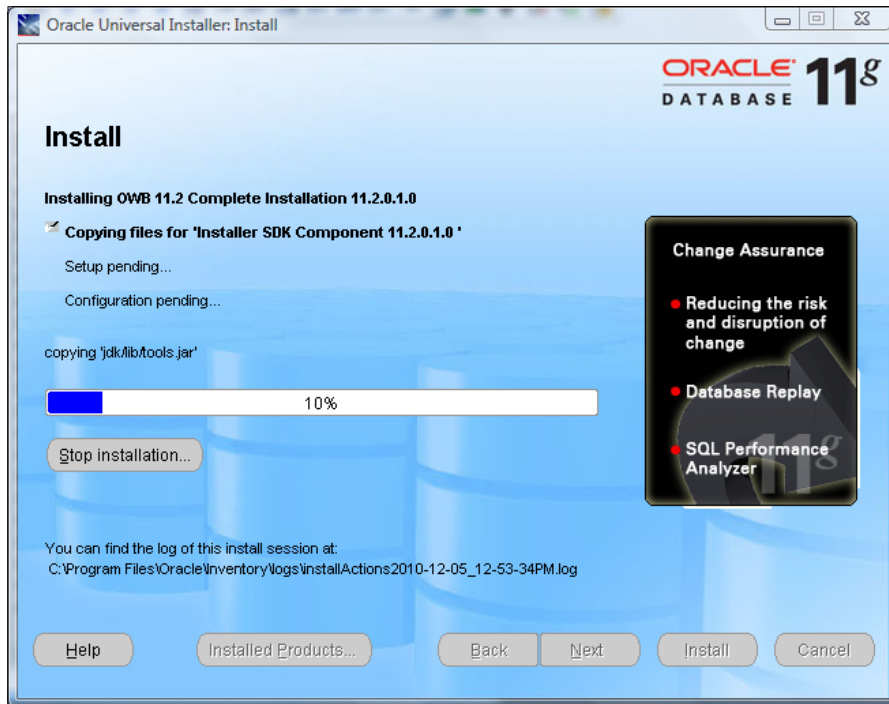 Oracle Universal Installer: Install
ORACLE
DATABASE 11g
Install
Installing OWB 11.2 Complete Installation 11.2.0.1.0
Copying files for 'Installer SDK Component 11.2.0.1.0 '
Setup pending...
Configuration pending...
copying 'jdk/lib/tools.jar'
10%
Stop installation...
Change Assurance
Reducing the risk
and disruption of
change
Database Replay
SQL Performance
Analyzer
11g
You can find the log of this install session at:
C:\Program Files\Oracle\Inventory\logs\installActions2010-12-05_12-53-34PM.log
Help
Installed Products...
Back
Next
Install
Cancel